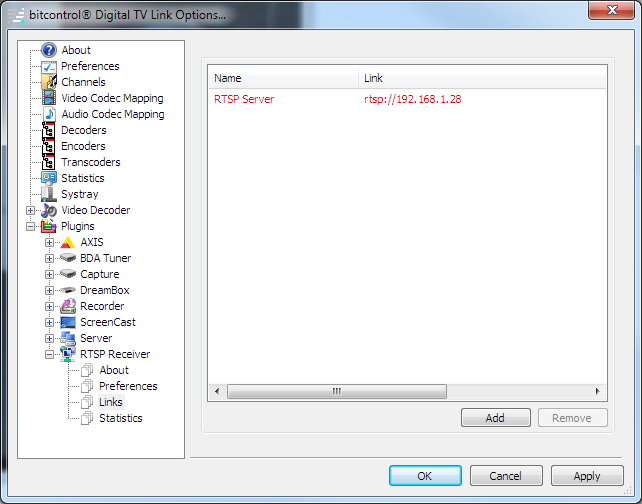 bitcontrol® Digital TV Link Options...
About
Preferences
Channels
Video Codec Mapping
Audio Codec Mapping
Decoders
Encoders
Transcoders
Statistics
Systray
Video Decoder
Plugins
AXIS
BDA Tuner
Capture
DreamBox
Recorder
ScreenCast
Server
RTSP Receiver
About
Preferences
Links
Statistics
Name Link
RTSP Server rtsp://192.168.1.28
Add Remove
OK Cancel Apply